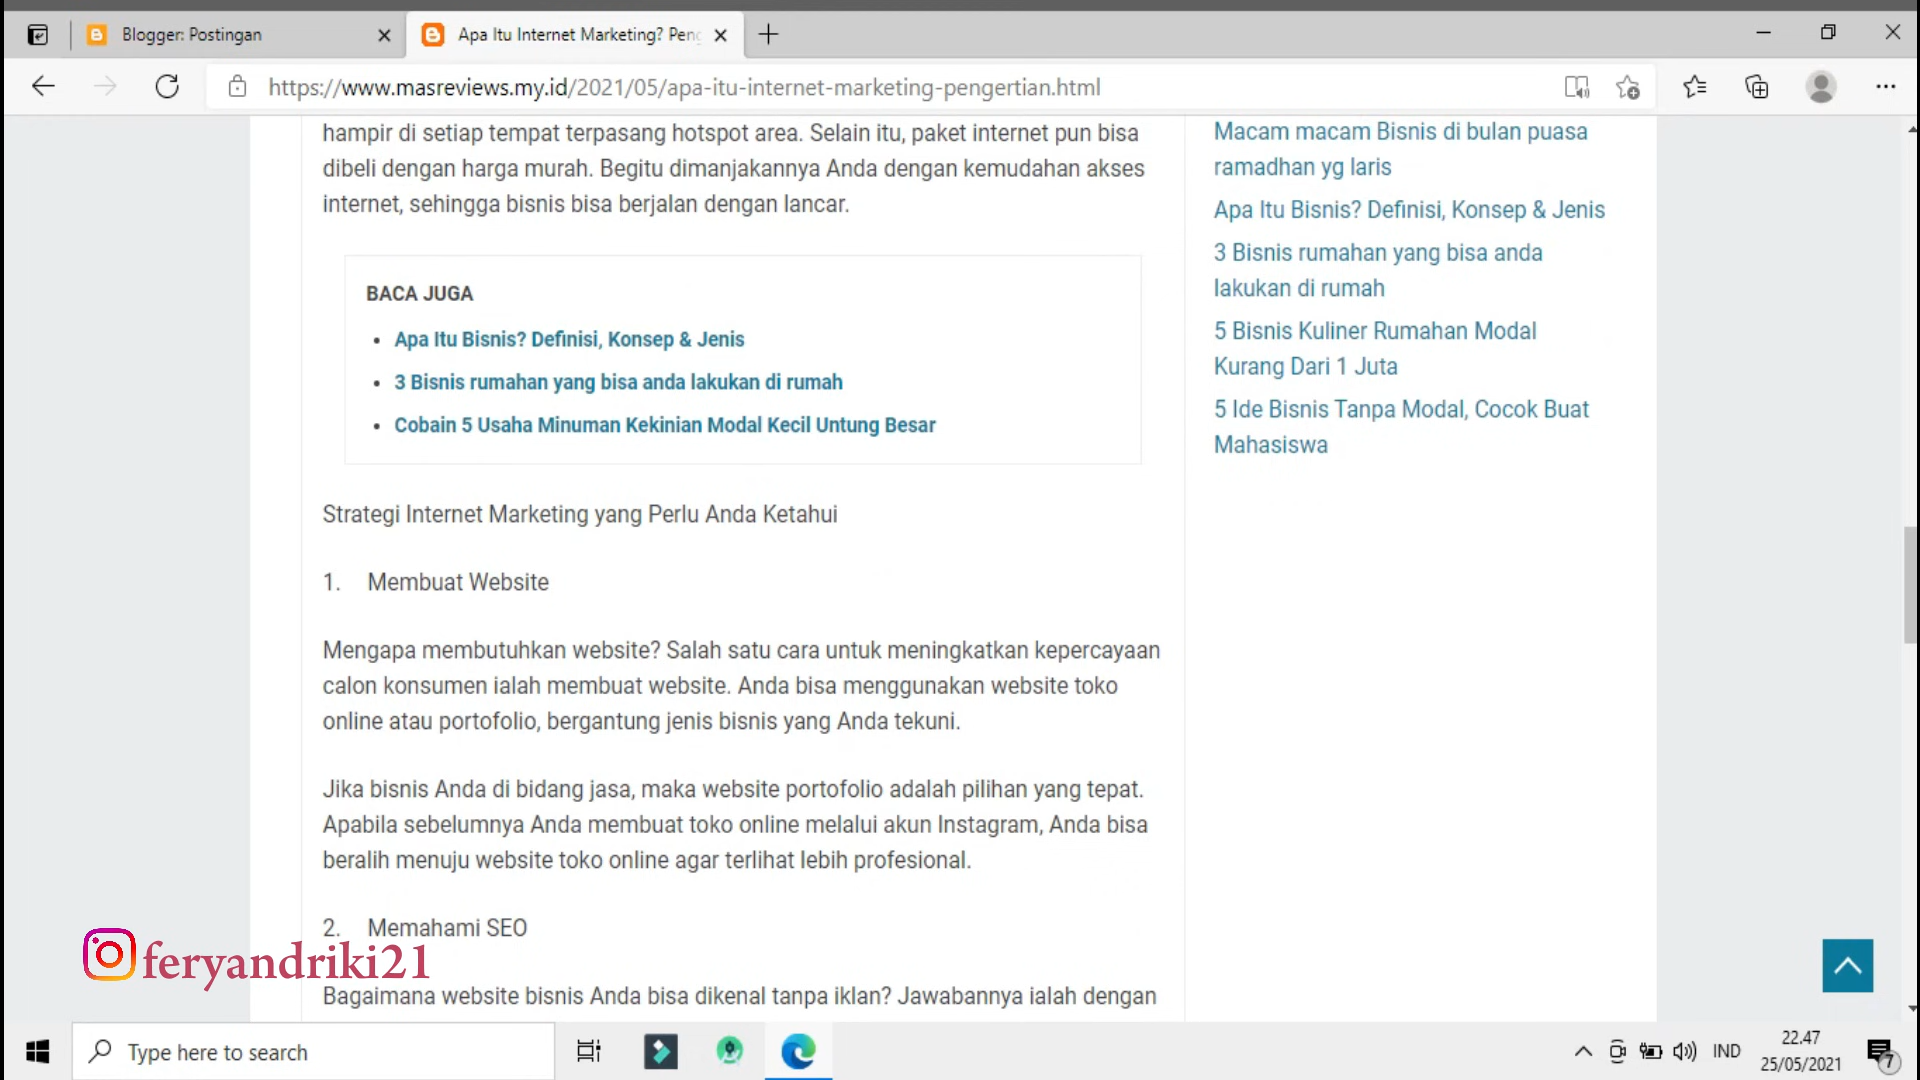 Blogger: Postingan
Apa Itu Internet Marketing? Peng
https://www.masreviews.my.id/2021/05/apa-itu-internet-marketing-pengertian.html
hampir di setiap tempat terpasang hotspot area. Selain itu, paket internet pun bisa
dibeli dengan harga murah. Begitu dimanjakannya Anda dengan kemudahan akses
internet, sehingga bisnis bisa berjalan dengan lancar.
BACA JUGA
• Apa Itu Bisnis? Definisi, Konsep & Jenis
• 3 Bisnis rumahan yang bisa anda lakukan di rumah
• Cobain 5 Usaha Minuman Kekinian Modal Kecil Untung Besar
Strategi Internet Marketing yang Perlu Anda Ketahui
1. Membuat Website
Mengapa membutuhkan website? Salah satu cara untuk meningkatkan kepercayaan
calon konsumen ialah membuat website. Anda bisa menggunakan website toko
online atau portofolio, bergantung jenis bisnis yang Anda tekuni.
Jika bisnis Anda di bidang jasa, maka website portofolio adalah pilihan yang tepat.
Apabila sebelumnya Anda membuat toko online melalui akun Instagram, Anda bisa
beralih menuju website toko online agar terlihat lebih profesional.
2. Memahami SEO
Bagaimana website bisnis Anda bisa dikenal tanpa iklan? Jawabannya ialah dengan
Macam macam Bisnis di bulan puasa
ramadhan yg laris
Apa Itu Bisnis? Definisi, Konsep & Jenis
3 Bisnis rumahan yang bisa anda
lakukan di rumah
5 Bisnis Kuliner Rumahan Modal
Kurang Dari 1 Juta
5 Ide Bisnis Tanpa Modal, Cocok Buat
Mahasiswa
feryandriki21
Type here to search
IND
22.47
25/05/2021
7